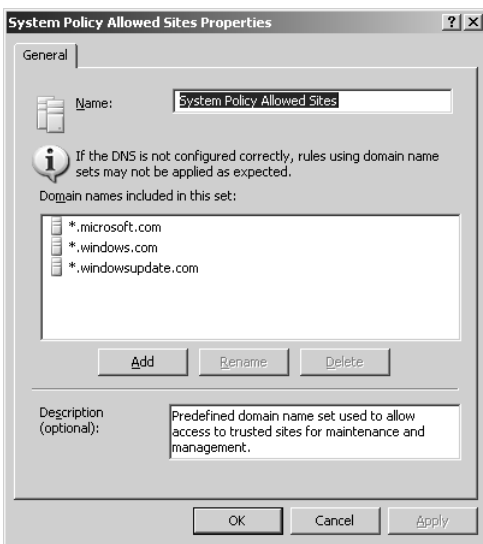 System Policy Allowed Sites Properties
General
Name:
System Policy Allowed Sites
If the DNS is not configured correctly, rules using domain name
sets may not be applied as expected.
Domain names included in this set:
*.microsoft.com
*.windows.com
*.windowsupdate.com
Add
Rename
Delete
Description
(optional):
Predefined domain name set used to allow
access to trusted sites for maintenance and
management.
OK
Cancel
Apply